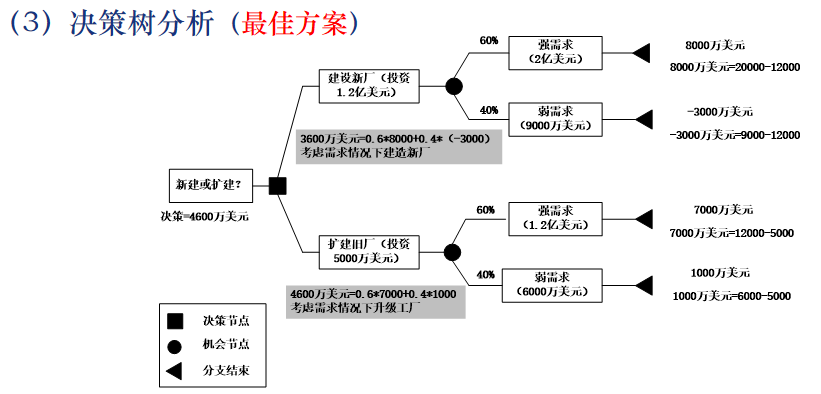 (3) 决策树分析（最佳方案）
60%
强需求
（2亿美元）
8000万美元
8000万美元=20000-12000
建设新厂（投资
1.2亿美元）
40%
弱需求
（9000万美元）
-3000万美元
-3000万美元=9000-12000
3600万美元=0.6*8000+0.4*（-3000）
考虑需求情况下建造新厂
新建或扩建？
决策=4600万美元
60%
强需求
（1.2亿美元）
7000万美元
7000万美元=12000-5000
扩建旧厂（投资
5000万美元）
40%
弱需求
（6000万美元）
1000万美元
1000万美元=6000-5000
4600万美元=0.6*7000+0.4*1000
考虑需求情况下升级工厂
决策节点
机会节点
分支结束